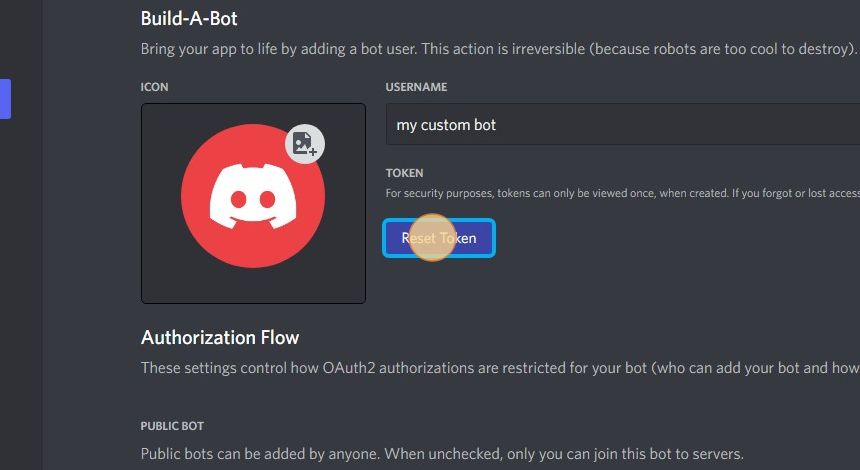 Build-A-Bot
Bring your app to life by adding a bot user. This action is irreversible (because robots are too cool to destroy).
ICON
USERNAME
my custom bot
TOKEN
For security purposes, tokens can only be viewed once, when created. If you forgot or lost access
Reset Token
Authorization Flow
These settings control how OAuth2 authorizations are restricted for your bot (who can add your bot and how
PUBLIC BOT
Public bots can be added by anyone. When unchecked, only you can join this bot to servers.